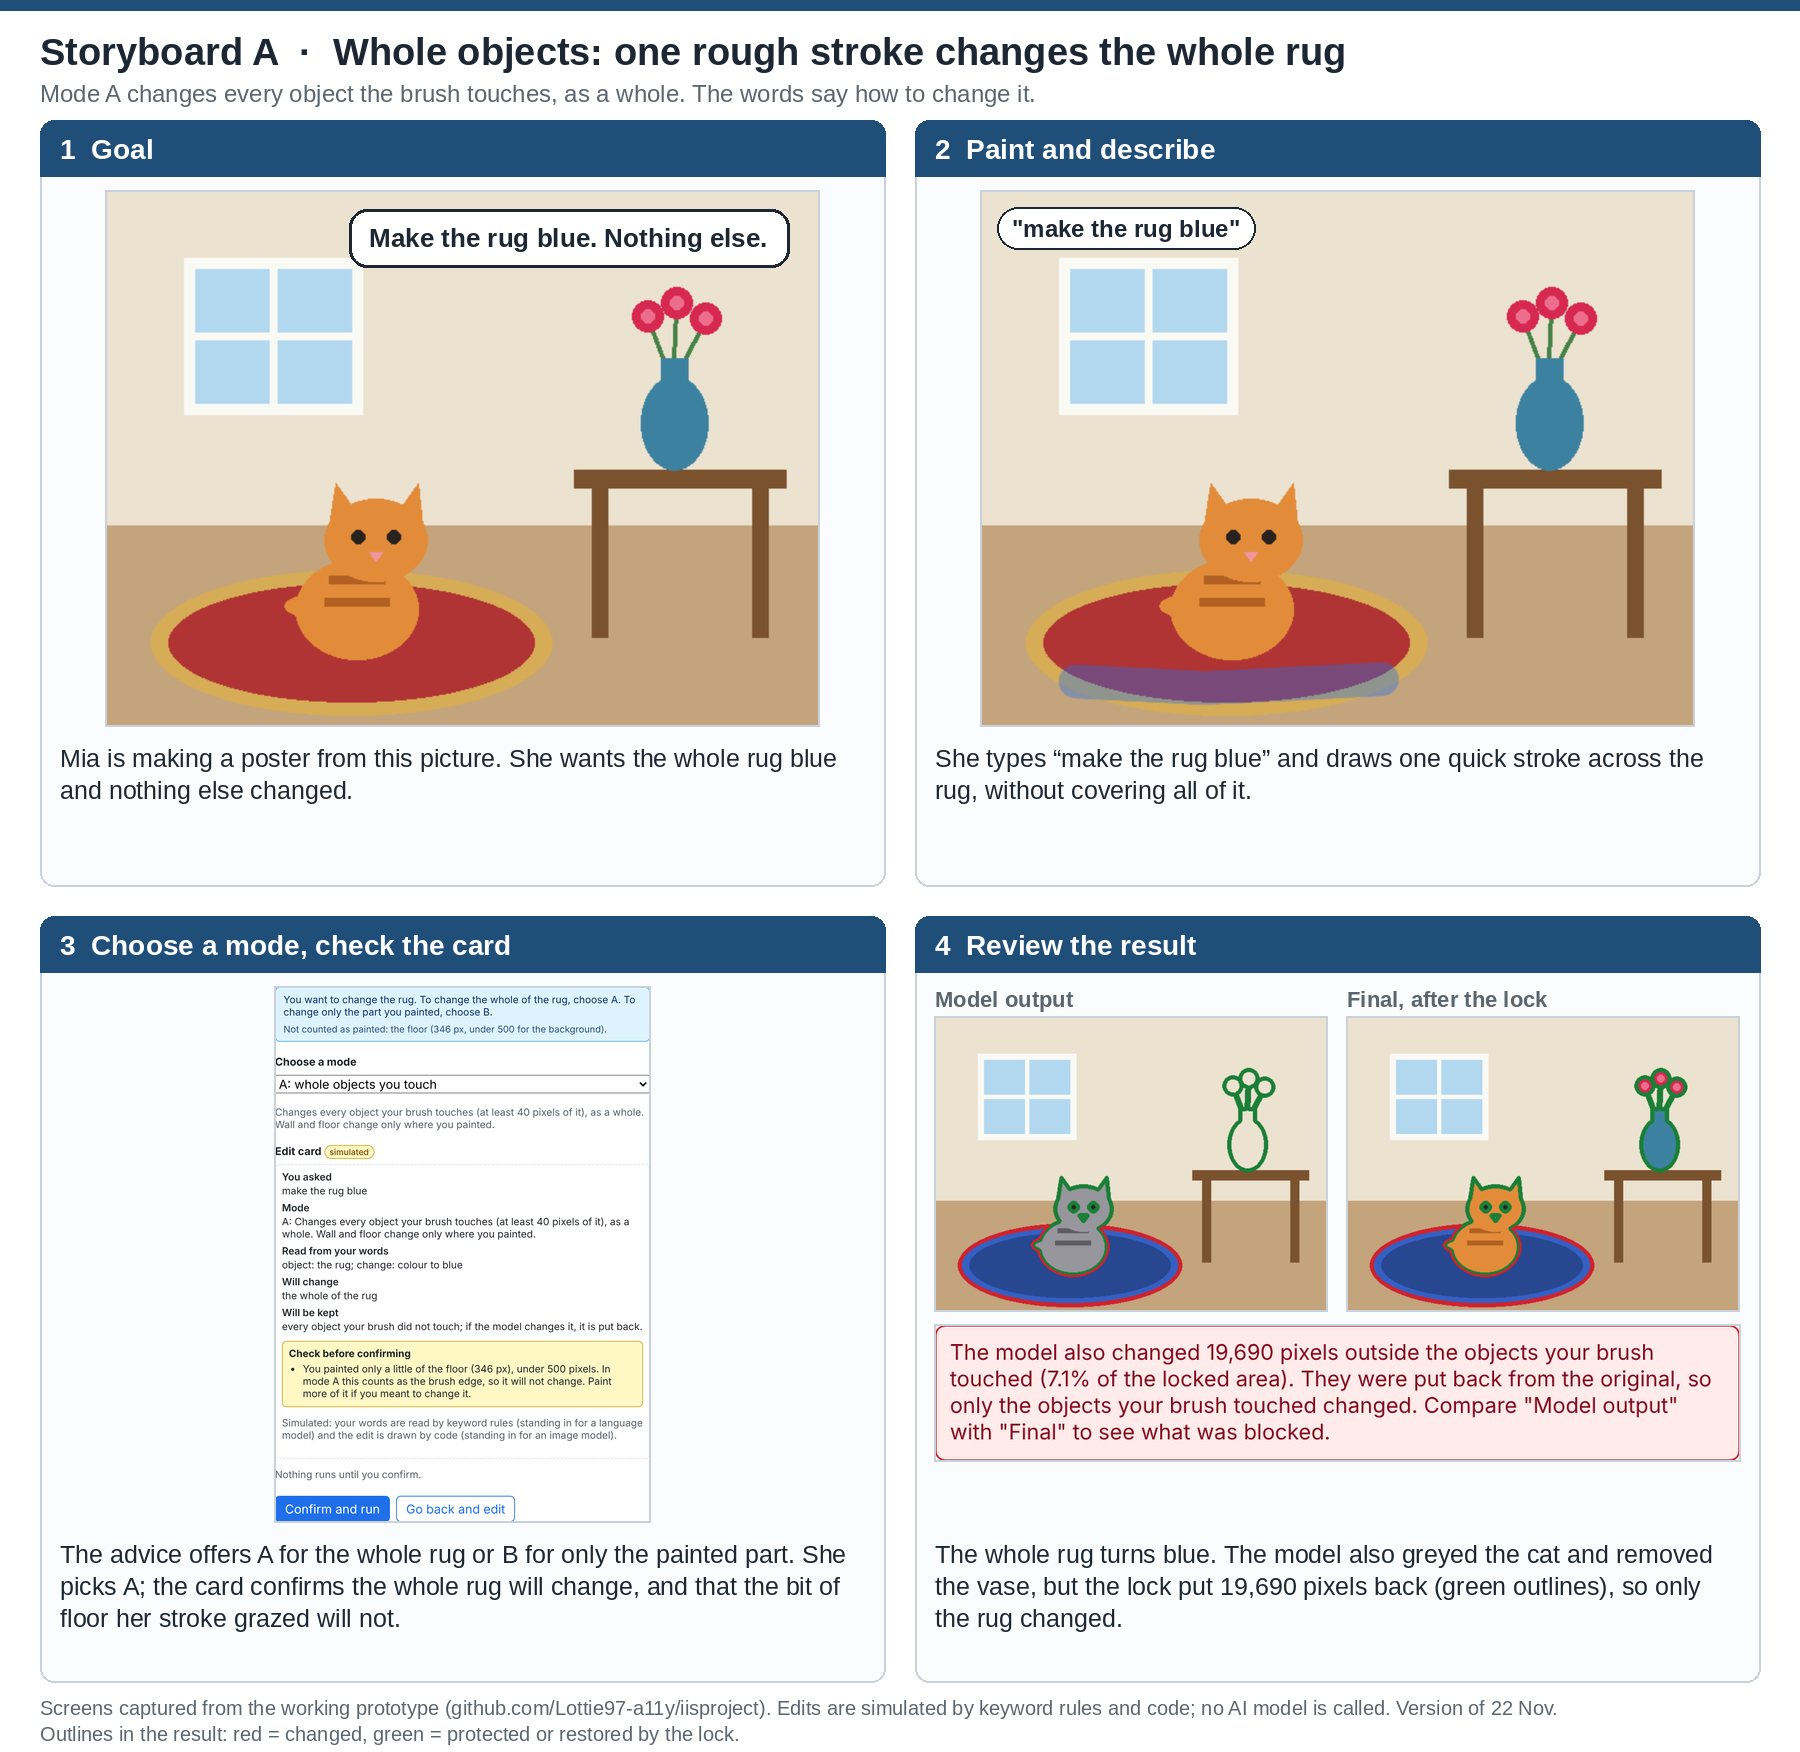 Storyboard A · Whole objects: one rough stroke changes the whole rug
Mode A changes every object the brush touches, as a whole. The words say how to change it.
1 Goal
Make the rug blue. Nothing else.
Mia is making a poster from this picture. She wants the whole rug blue
and nothing else changed.
2 Paint and describe
"make the rug blue"
She types “make the rug blue” and draws one quick stroke across the
rug, without covering all of it.
3 Choose a mode, check the card
You want to change the rug. To change the whole of the rug, choose A. To
change only the part you painted, choose B.
Not counted as painted: the floor (346 px, under 500 for the background).
Choose a mode
A: whole objects you touch
Changes every object your brush touches (at least 40 pixels of it), as a whole.
Wall and floor change only where you painted.
Edit card simulated
You asked
make the rug blue
Mode
A: Changes every object your brush touches (at least 40 pixels of it), as a
whole. Wall and floor change only where you painted.
Read from your words
object: the rug; change: colour to blue
Will change
the whole of the rug
Will be kept
every object your brush did not touch; if the model changes it, it is put back.
Check before confirming
• You painted only a little of the floor (346 px), under 500 pixels. In
mode A this counts as the brush edge, so it will not change. Paint
more of it if you meant to change it.
Simulated: your words are read by keyword rules (standing in for a language
model) and the edit is drawn by code (standing in for an image model).
Nothing runs until you confirm.
Confirm and run Go back and edit
The advice offers A for the whole rug or B for only the painted part. She
picks A; the card confirms the whole rug will change, and that the bit of
floor her stroke grazed will not.
4 Review the result
Model output Final, after the lock
The model also changed 19,690 pixels outside the objects your brush
touched (7.1% of the locked area). They were put back from the original, so
only the objects your brush touched changed. Compare "Model output"
with "Final" to see what was blocked.
The whole rug turns blue. The model also greyed the cat and removed
the vase, but the lock put 19,690 pixels back (green outlines), so only
the rug changed.
Screens captured from the working prototype (github.com/Lottie97-a11y/iisproject). Edits are simulated by keyword rules and code; no AI model is called. Version of 22 Nov.
Outlines in the result: red = changed, green = protected or restored by the lock.